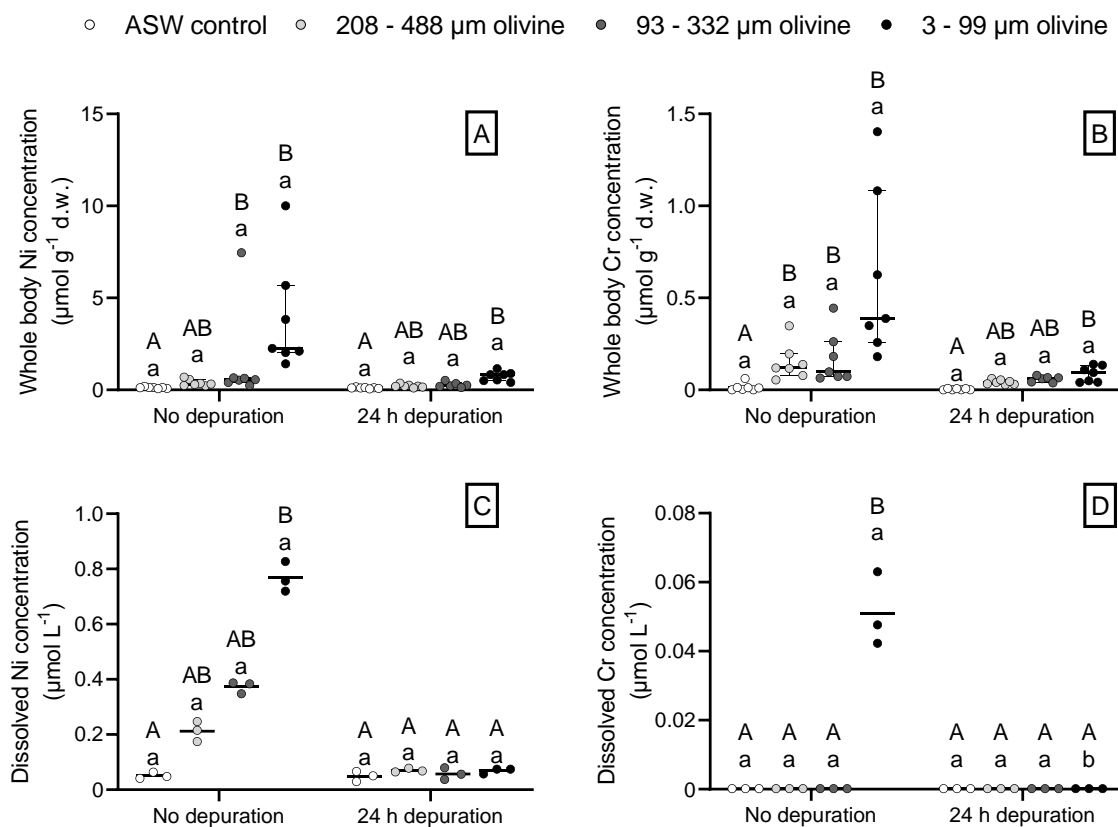 ASW control 208 - 488 µm olivine 93 - 332 µm olivine 3 - 99 µm olivine
A
Whole body Ni concentration
(µmol g-1 d.w.)
15
10
5
0
A
a
AB
a
B
a
B
a
A
a
AB
a
AB
a
B
a
No depuration
24 h depuration
B
Whole body Cr concentration
(µmol g-1 d.w.)
1.5
1.0
0.5
0
A
a
B
a
B
a
B
a
A
a
AB
a
AB
a
B
a
No depuration
24 h depuration
C
Dissolved Ni concentration
(µmol L-1)
1.0
0.8
0.6
0.4
0.2
0
A
a
AB
a
AB
a
B
a
A
a
A
a
A
a
A
a
No depuration
24 h depuration
D
Dissolved Cr concentration
(µmol L-1)
0.08
0.06
0.04
0.02
0
A
a
A
a
A
a
B
a
A
a
A
a
A
a
A
b
No depuration
24 h depuration